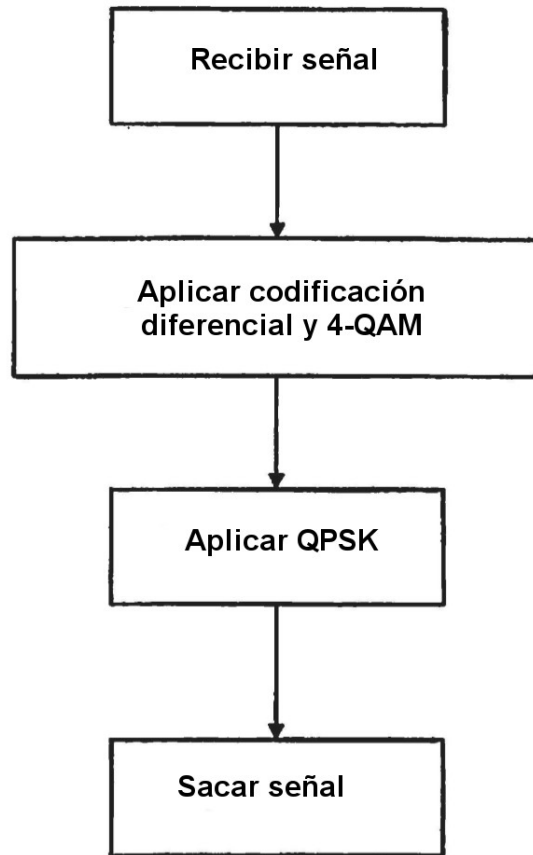 Recibir señal
Aplicar codificación
diferencial y 4-QAM
Aplicar QPSK
Sacar señal